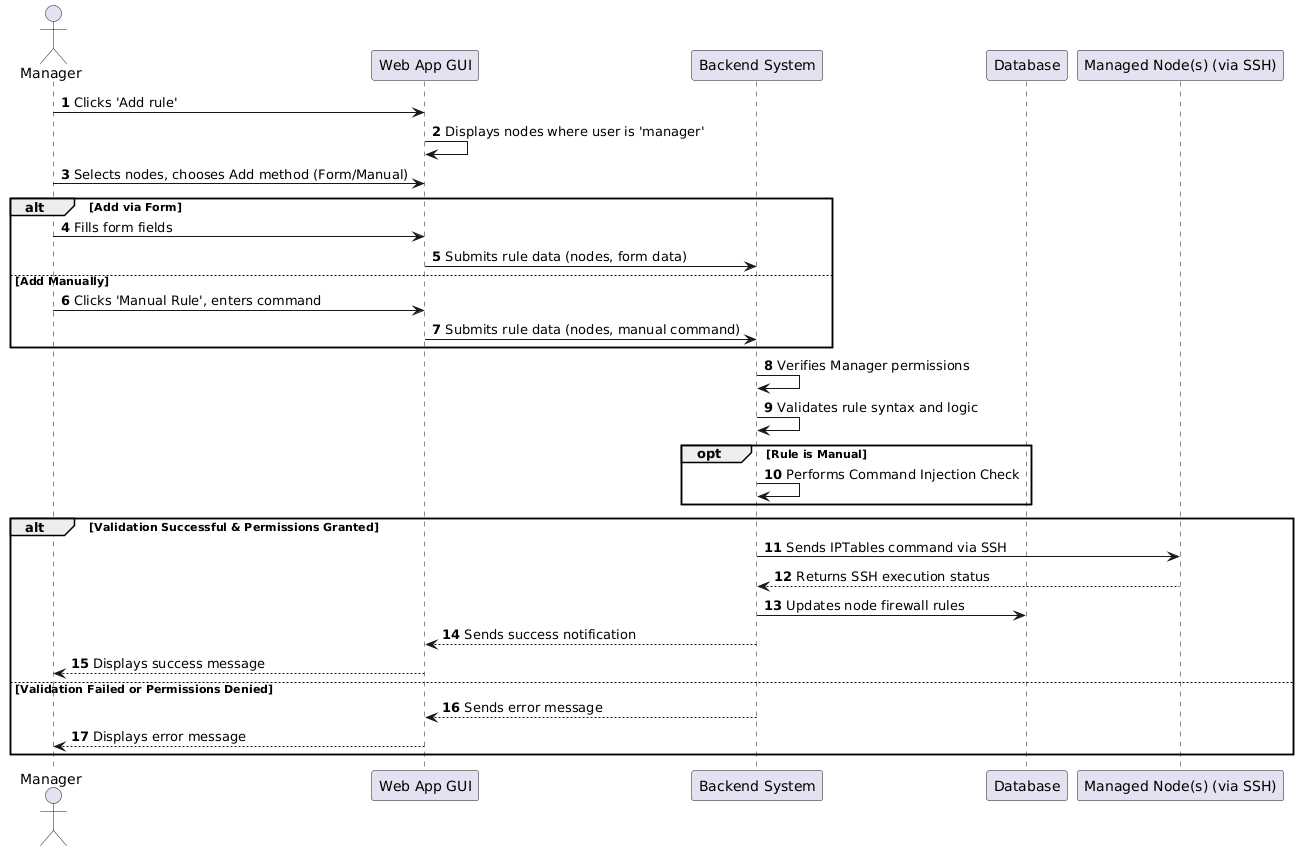 Manager
Web App GUI
Backend System
Database
Managed Node(s) (via SSH)
1 Clicks 'Add rule'
2 Displays nodes where user is 'manager'
3 Selects nodes, chooses Add method (Form/Manual)
alt [Add via Form]
4 Fills form fields
5 Submits rule data (nodes, form data)
[Add Manually]
6 Clicks 'Manual Rule', enters command
7 Submits rule data (nodes, manual command)
8 Verifies Manager permissions
9 Validates rule syntax and logic
opt [Rule is Manual]
10 Performs Command Injection Check
alt [Validation Successful & Permissions Granted]
11 Sends IPTables command via SSH
12 Returns SSH execution status
13 Updates node firewall rules
14 Sends success notification
15 Displays success message
[Validation Failed or Permissions Denied]
16 Sends error message
17 Displays error message
Manager
Web App GUI
Backend System
Database
Managed Node(s) (via SSH)